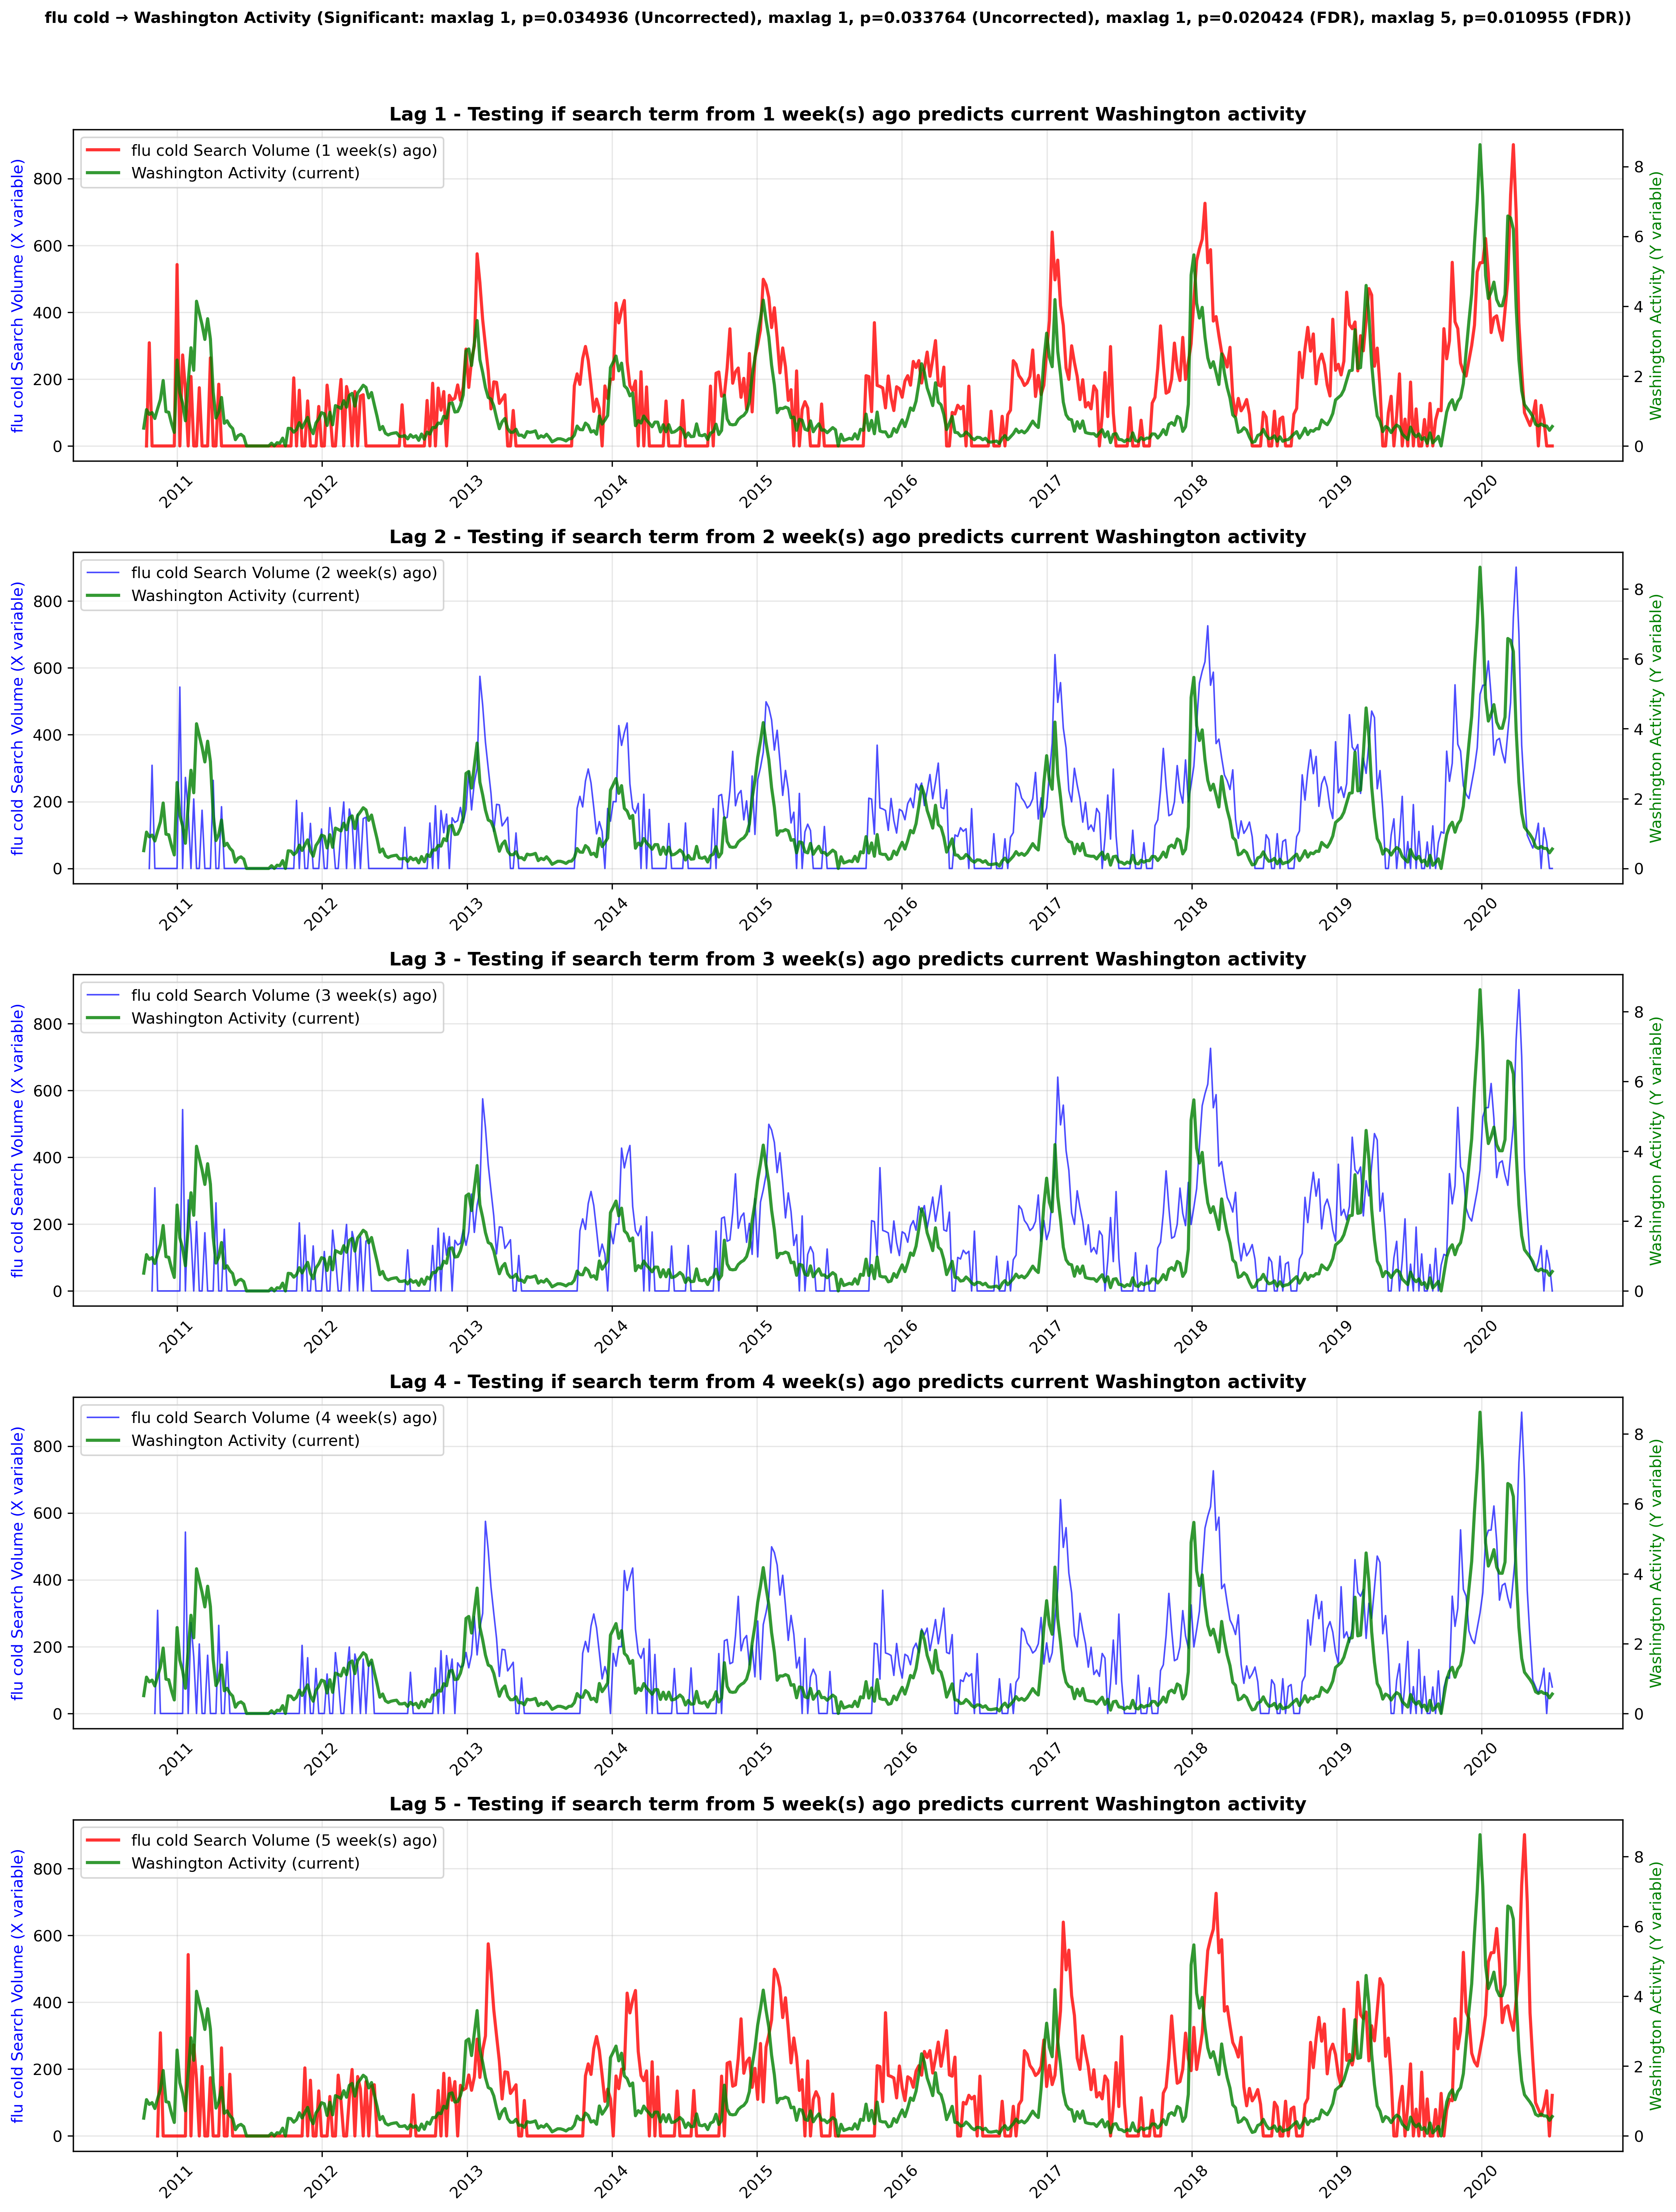 flu cold → Washington Activity (Significant: maxlag 1, p=0.034936 (Uncorrected), maxlag 1, p=0.033764 (Uncorrected), maxlag 1, p=0.020424 (FDR), maxlag 5, p=0.010955 (FDR))
Lag 1 - Testing if search term from 1 week(s) ago predicts current Washington activity
flu cold Search Volume (1 week(s) ago)
Washington Activity (current)
flu cold Search Volume (X variable)
Washington Activity (Y variable)
800
600
400
200
0
8
6
4
2
0
2011 2012 2013 2014 2015 2016 2017 2018 2019 2020
Lag 2 - Testing if search term from 2 week(s) ago predicts current Washington activity
flu cold Search Volume (2 week(s) ago)
Washington Activity (current)
flu cold Search Volume (X variable)
Washington Activity (Y variable)
800
600
400
200
0
8
6
4
2
0
2011 2012 2013 2014 2015 2016 2017 2018 2019 2020
Lag 3 - Testing if search term from 3 week(s) ago predicts current Washington activity
flu cold Search Volume (3 week(s) ago)
Washington Activity (current)
flu cold Search Volume (X variable)
Washington Activity (Y variable)
800
600
400
200
0
8
6
4
2
0
2011 2012 2013 2014 2015 2016 2017 2018 2019 2020
Lag 4 - Testing if search term from 4 week(s) ago predicts current Washington activity
flu cold Search Volume (4 week(s) ago)
Washington Activity (current)
flu cold Search Volume (X variable)
Washington Activity (Y variable)
800
600
400
200
0
8
6
4
2
0
2011 2012 2013 2014 2015 2016 2017 2018 2019 2020
Lag 5 - Testing if search term from 5 week(s) ago predicts current Washington activity
flu cold Search Volume (5 week(s) ago)
Washington Activity (current)
flu cold Search Volume (X variable)
Washington Activity (Y variable)
800
600
400
200
0
8
6
4
2
0
2011 2012 2013 2014 2015 2016 2017 2018 2019 2020